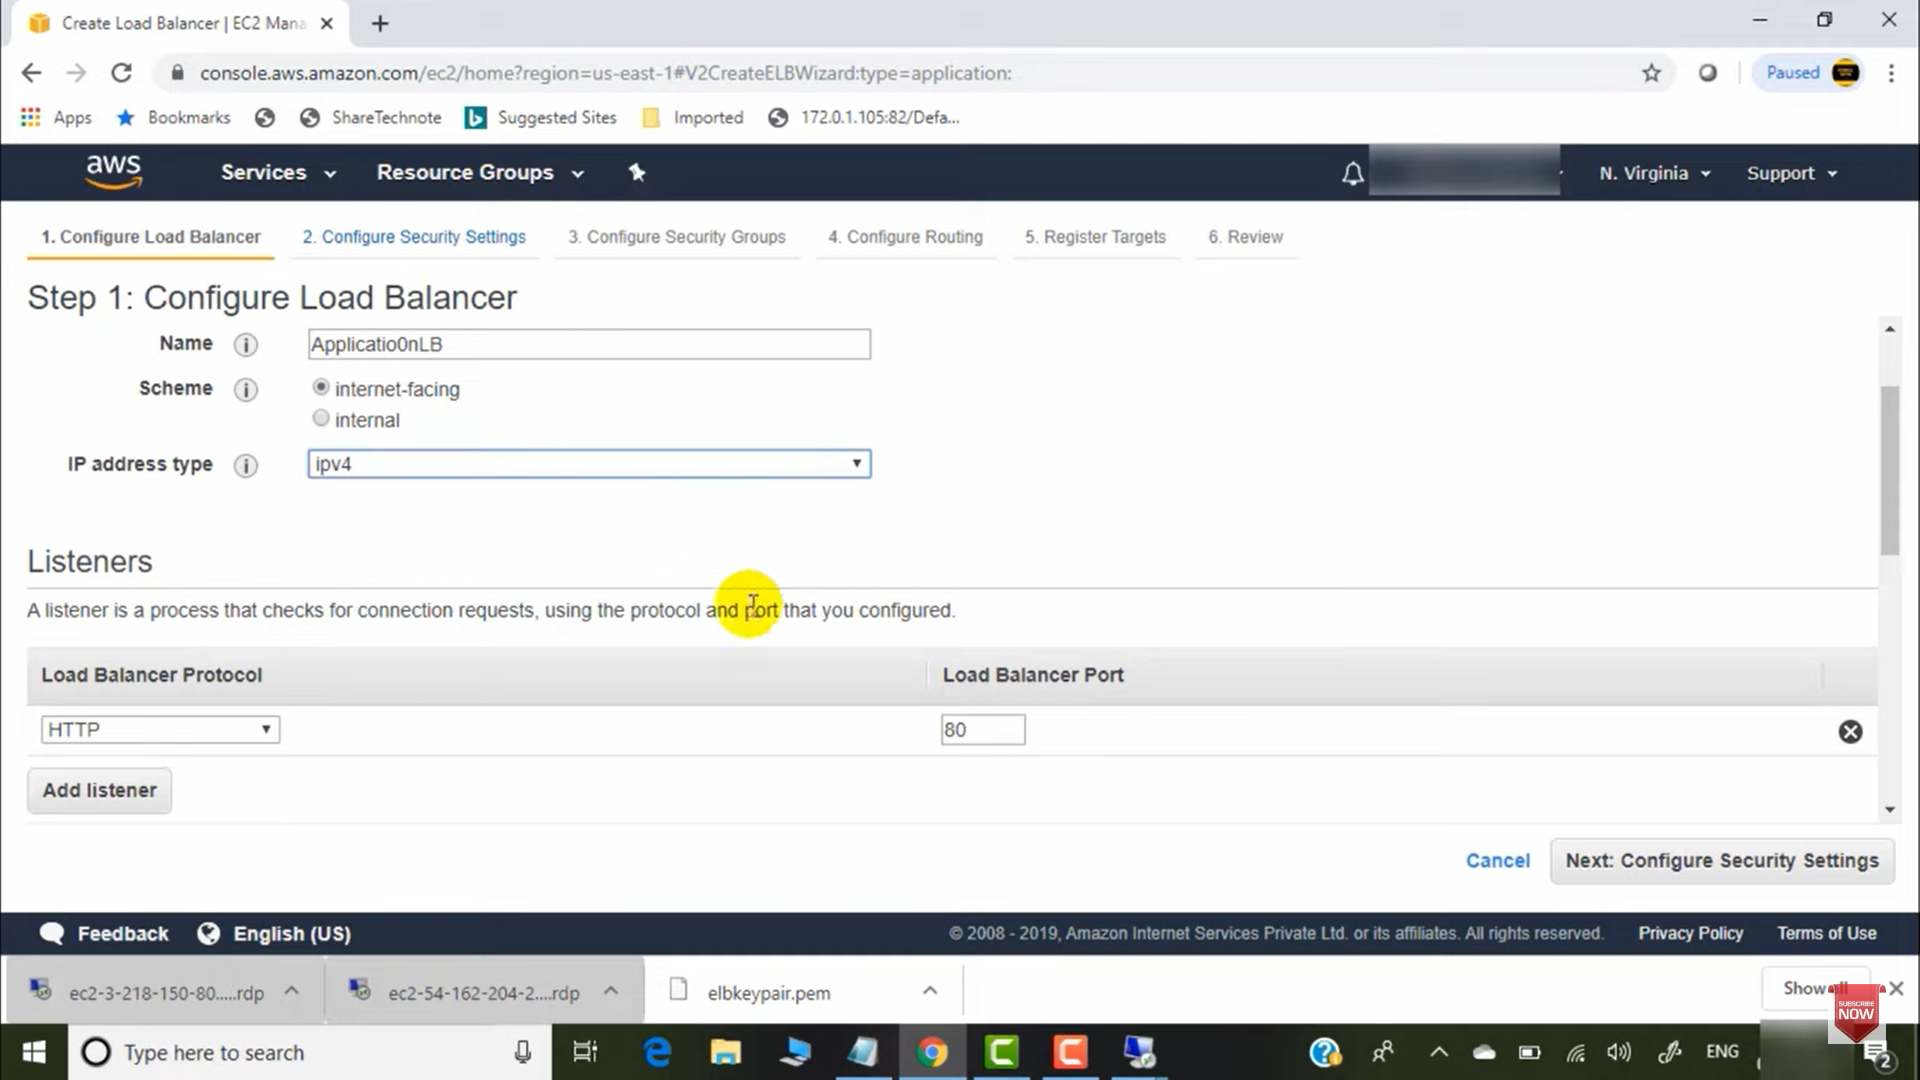 Create Load Balancer | EC2 Mana
console.aws.amazon.com/ec2/home?region=us-east-1#V2CreateELBWizard:type=application:
Paused
Apps Bookmarks ShareTechnote Suggested Sites Imported 172.0.1.105:82/Defa...
aws Services Resource Groups N. Virginia Support
1. Configure Load Balancer 2. Configure Security Settings 3. Configure Security Groups 4. Configure Routing 5. Register Targets 6. Review
Step 1: Configure Load Balancer
Name i Applicatio0nLB
Scheme i internet-facing
internal
IP address type i ipv4
Listeners
A listener is a process that checks for connection requests, using the protocol and port that you configured.
Load Balancer Protocol Load Balancer Port
HTTP 80
Add listener
Cancel Next: Configure Security Settings
Feedback English (US) © 2008 - 2019, Amazon Internet Services Private Ltd. or its affiliates. All rights reserved. Privacy Policy Terms of Use
ec2-3-218-150-80.....rdp ec2-54-162-204-2....rdp elbkeypair.pem Show all
SUBSCRIBE
NOW
Type here to search ENG 2